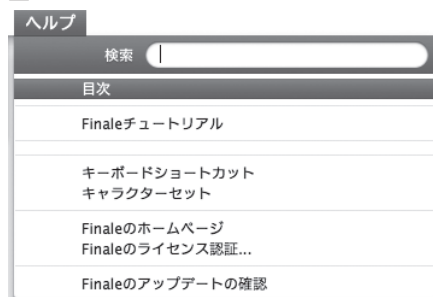 ヘルプ
検索
目次
Finaleチュートリアル
キーボードショートカット
キャラクターセット
Finaleのホームページ
Finaleのライセンス認証...
Finaleのアップデートの確認